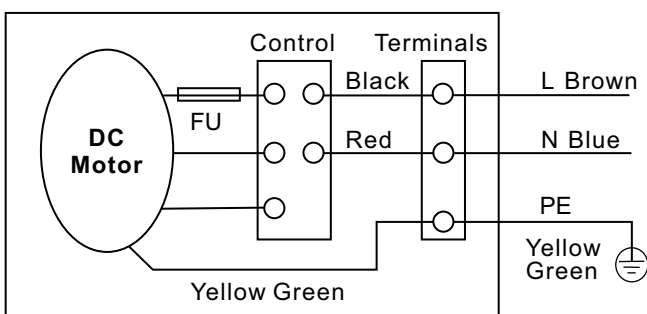 Control
Terminals
Black
L Brown
FU
DC
Motor
Red
N Blue
PE
Yellow
Green
Yellow Green